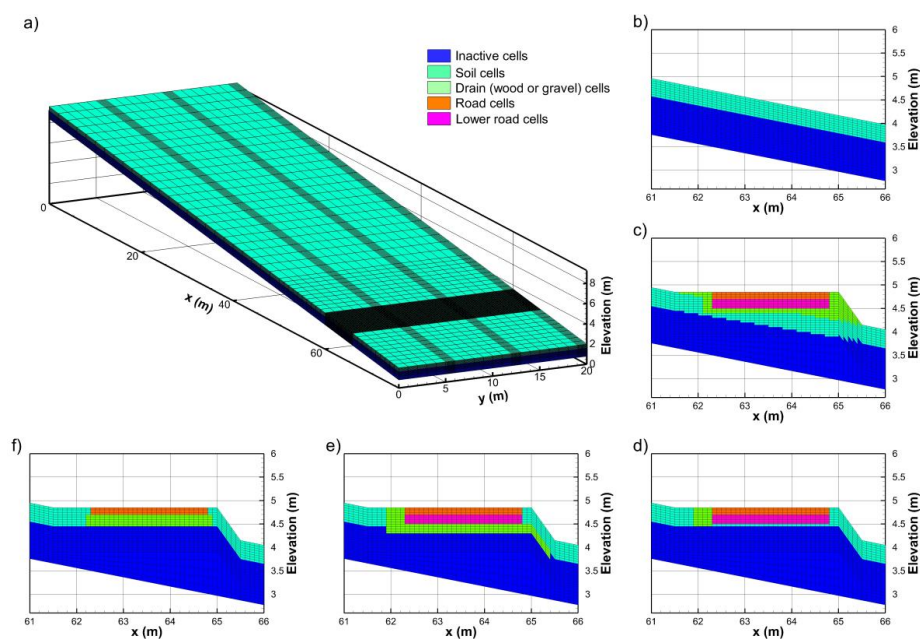 a)
Inactive cells
Soil cells
Drain (wood or gravel) cells
Road cells
Lower road cells
0
20
40
60
x (m)
0
5
10
15
20
y (m)
8
6
4
2
0
Elevation (m)
b)
6
5.5
5
4.5
4
3.5
3
Elevation (m)
61 62 63 64 65 66
x (m)
c)
6
5.5
5
4.5
4
3.5
3
Elevation (m)
61 62 63 64 65 66
x (m)
f)
6
5.5
5
4.5
4
3.5
3
Elevation (m)
61 62 63 64 65 66
x (m)
e)
6
5.5
5
4.5
4
3.5
3
Elevation (m)
61 62 63 64 65 66
x (m)
d)
6
5.5
5
4.5
4
3.5
3
Elevation (m)
61 62 63 64 65 66
x (m)